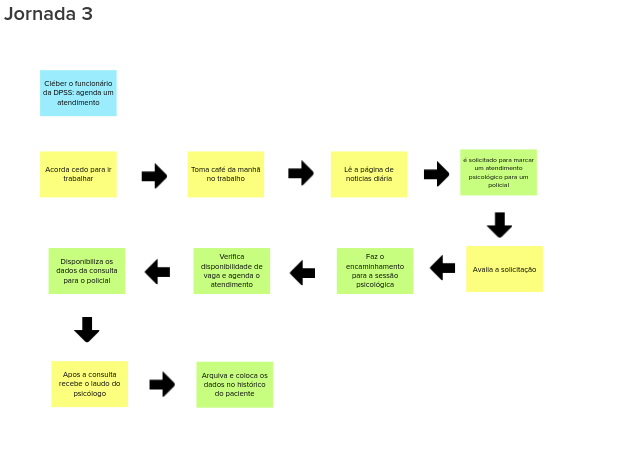 Jornada 3
Cléber o funcionário
da DPSS: agenda um
atendimento
Acorda cedo para ir
trabalhar
Toma café da manhã
no trabalho
Lê a página de
noticias diária
é solicitado para marcar
um atendimento
psicológico para um
policial
Avalia a solicitação
Faz o
encaminhamento
para a sessão
psicológica
Verifica
disponibilidade de
vaga e agenda o
atendimento
Disponibiliza os
dados da consulta
para o policial
Apos a consulta
recebe o laudo do
psicólogo
Arquiva e coloca os
dados no histórico
do paciente